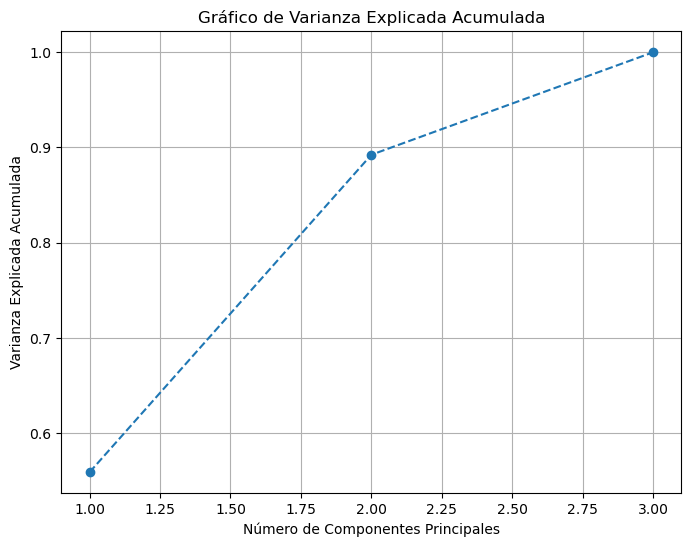 Gráfico de Varianza Explicada Acumulada
1.0
0.9
0.8
0.7
0.6
Varianza Explicada Acumulada
1.00 1.25 1.50 1.75 2.00 2.25 2.50 2.75 3.00
Número de Componentes Principales